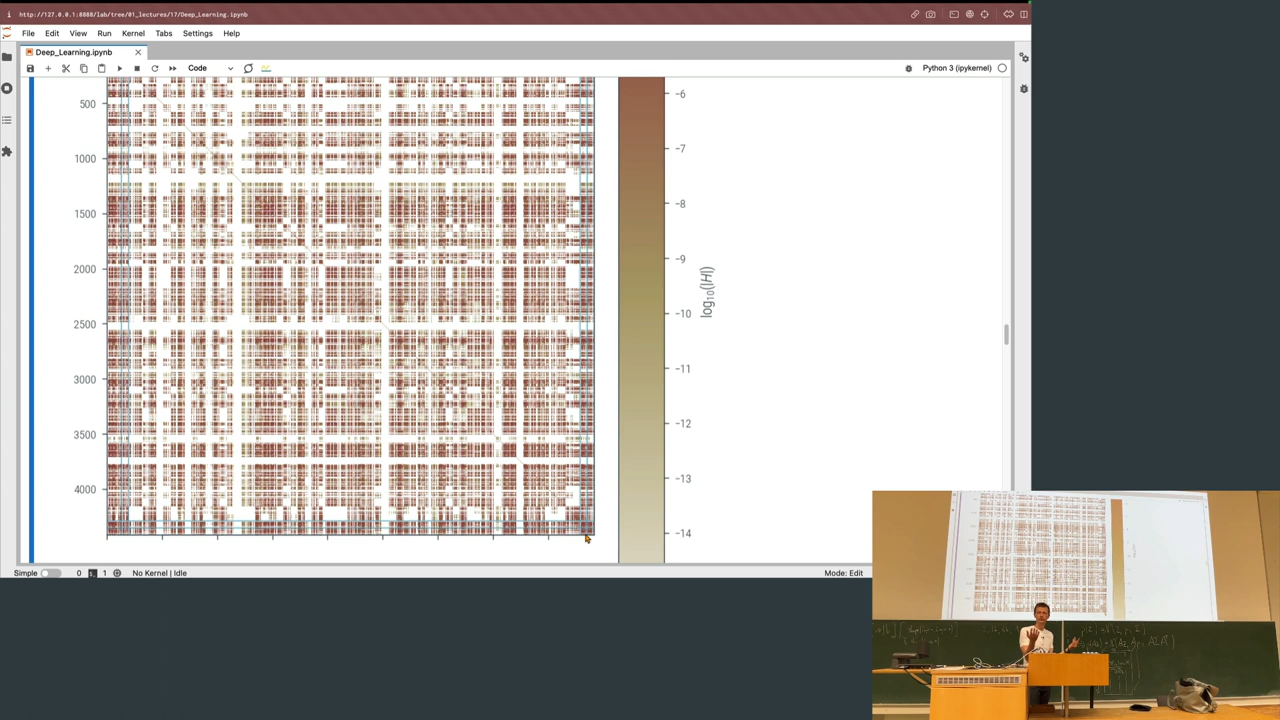 http://127.0.0.1:8888/lab/tree/01_lectures/17/Deep_Learning.ipynb
File Edit View Run Kernel Tabs Settings Help
Deep_Learning.ipynb
Code
Python 3 (ipykernel)
500
1000
1500
2000
2500
3000
3500
4000
-6
-7
-8
-9
-10
-11
-12
-13
-14
log₁₀(|H|)
Simple 0 1 No Kernel | Idle Mode: Edit